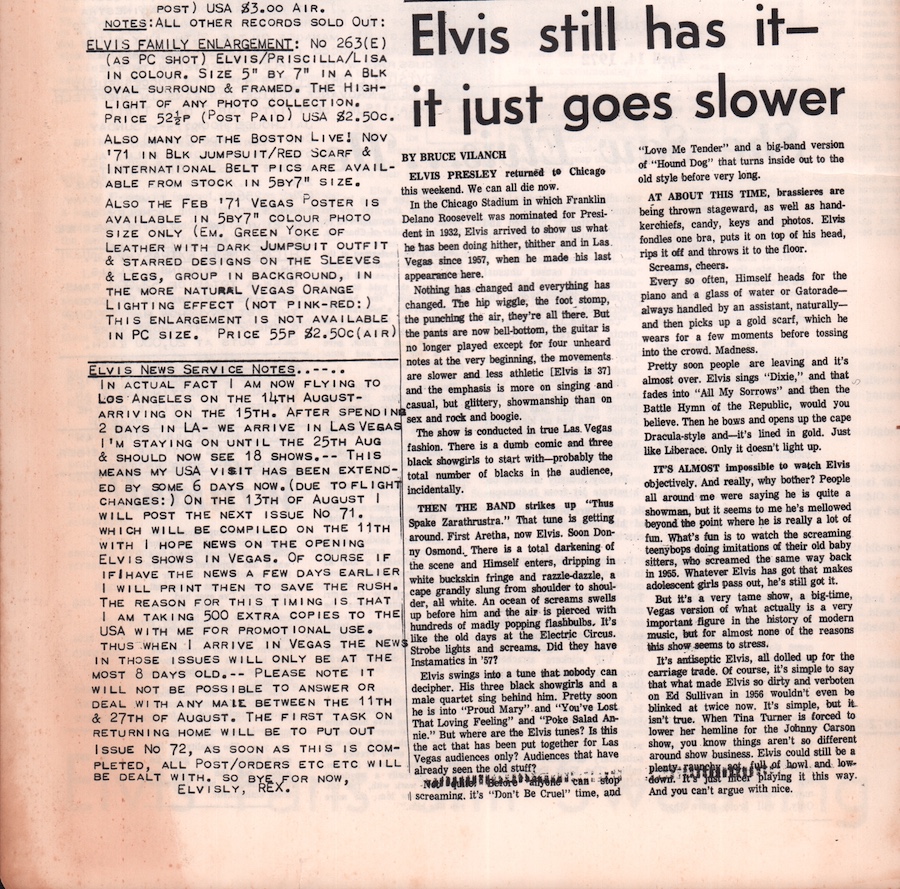 POST) USA $3.00 AIR.
NOTES:ALL OTHER RECORDS SOLD OUT:
ELVIS FAMILY ENLARGEMENT: No 263(E)
(AS PC SHOT) ELVIS/PRISCILLA/LISA
IN COLOUR. SIZE 5" BY 7" IN A BLK
OVAL SURROUND & FRAMED. THE HIGH-
LIGHT OF ANY PHOTO COLLECTION.
PRICE 52½P (POST PAID) USA $2.50c.
ALSO MANY OF THE BOSTON LIVE! NOV
'71 IN BLK JUMPSUIT/RED SCARF &
INTERNATIONAL BELT PICS ARE AVAIL-
ABLE FROM STOCK IN 5BY7" SIZE.
ALSO THE FEB '71 VEGAS POSTER IS
AVAILABLE IN 5BY7" COLOUR PHOTO
SIZE ONLY (EM. GREEN YOKE OF
LEATHER WITH DARK JUMPSUIT OUTFIT
& STARRED DESIGNS ON THE SLEEVES
& LEGS, GROUP IN BACKGROUND, IN
THE MORE NATURAL VEGAS ORANGE
LIGHTING EFFECT (NOT PINK-RED:)
THIS ENLARGEMENT IS NOT AVAILABLE
IN PC SIZE. PRICE 55P $2.50C(AIR)
ELVIS NEWS SERVICE NOTES..--..
IN ACTUAL FACT I AM NOW FLYING TO
LOS ANGELES ON THE 14TH AUGUST-
ARRIVING ON THE 15TH. AFTER SPENDING
2 DAYS IN LA- WE ARRIVE IN LAS VEGAS
I'M STAYING ON UNTIL THE 25TH AUG
& SHOULD NOW SEE 18 SHOWS.-- THIS
MEANS MY USA VISIT HAS BEEN EXTEND-
ED BY SOME 6 DAYS NOW.(DUE TO FLIGHT
CHANGES:) ON THE 13TH OF AUGUST I
WILL POST THE NEXT ISSUE NO 71.
WHICH WILL BE COMPILED ON THE 11TH
WITH I HOPE NEWS ON THE OPENING
ELVIS SHOWS IN VEGAS. OF COURSE IF
IF I HAVE THE NEWS A FEW DAYS EARLIER
I WILL PRINT THEN TO SAVE THE RUSH.
THE REASON FOR THIS TIMING IS THAT
I AM TAKING 500 EXTRA COPIES TO THE
USA WITH ME FOR PROMOTIONAL USE.
THUS WHEN I ARRIVE IN VEGAS THE NEWS
IN THOSE ISSUES WILL ONLY BE AT THE
MOST 8 DAYS OLD.-- PLEASE NOTE IT
WILL NOT BE POSSIBLE TO ANSWER OR
DEAL WITH ANY MAIL BETWEEN THE 11TH
& 27TH OF AUGUST. THE FIRST TASK ON
RETURNING HOME WILL BE TO PUT OUT
ISSUE NO 72, AS SOON AS THIS IS COM-
PLETED, ALL POST/ORDERS ETC ETC WILL
BE DEALT WITH. SO BYE FOR NOW,
ELVISLY, REX.
Elvis still has it—
it just goes slower
BY BRUCE VILANCH
ELVIS PRESLEY returned to Chicago
this weekend. We can all die now.
In the Chicago Stadium in which Franklin
Delano Roosevelt was nominated for Presi-
dent in 1932, Elvis arrived to show us what
he has been doing hither, thither and in Las
Vegas since 1957, when he made his last
appearance here.
Nothing has changed and everything has
changed. The hip wiggle, the foot stomp,
the punching the air, they're all there. But
the pants are now bell-bottom, the guitar is
no longer played except for four unheard
notes at the very beginning, the movements
are slower and less athletic [Elvis is 37]
and the emphasis is more on singing and
casual, but glittery, showmanship than on
sex and rock and boogie.
The show is conducted in true Las Vegas
fashion. There is a dumb comic and three
black showgirls to start with—probably the
total number of blacks in the audience,
incidentally.
THEN THE BAND strikes up "Thus
Spake Zarathrustra." That tune is getting
around. First Aretha, now Elvis. Soon Don-
ny Osmond. There is a total darkening of
the scene and Himself enters, dripping in
white buckskin fringe and razzle-dazzle, a
cape grandly slung from shoulder to shoul-
der, all white. An ocean of screams swells
up before him and the air is pierced with
hundreds of madly popping flashbulbs. It's
like the old days at the Electric Circus.
Strobe lights and screams. Did they have
Instamatics in '57?
Elvis swings into a tune that nobody can
decipher. His three black showgirls and a
male quartet sing behind him. Pretty soon
he is into "Proud Mary" and "You've Lost
That Loving Feeling" and "Poke Salad An-
nie." But where are the Elvis tunes? Is this
the act that has been put together for Las
Vegas audiences only? Audiences that have
already seen the old stuff?
Not quite. Before anyone can stop
screaming, it's "Don't Be Cruel" time, and
"Love Me Tender" and a big-band version
of "Hound Dog" that turns inside out to the
old style before very long.
AT ABOUT THIS TIME, brassieres are
being thrown stageward, as well as hand-
kerchiefs, candy, keys and photos. Elvis
fondles one bra, puts it on top of his head,
rips it off and throws it to the floor.
Screams, cheers.
Every so often, Himself heads for the
piano and a glass of water or Gatorade—
always handled by an assistant, naturally—
and then picks up a gold scarf, which he
wears for a few moments before tossing
into the crowd. Madness.
Pretty soon people are leaving and it's
almost over. Elvis sings "Dixie," and that
fades into "All My Sorrows" and then the
Battle Hymn of the Republic, would you
believe. Then he bows and opens up the cape
Dracula-style and—it's lined in gold. Just
like Liberace. Only it doesn't light up.
IT'S ALMOST impossible to watch Elvis
objectively. And really, why bother? People
all around me were saying he is quite a
showman, but it seems to me he's mellowed
beyond the point where he is really a lot of
fun. What's fun is to watch the screaming
teenybops doing imitations of their old baby
sitters, who screamed the same way back
in 1955. Whatever Elvis has got that makes
adolescent girls pass out, he's still got it.
But it's a very tame show, a big-time,
Vegas version of what actually is a very
important figure in the history of modern
music, but for almost none of the reasons
this show seems to stress.
It's antiseptic Elvis, all dolled up for the
carriage trade. Of course, it's simple to say
that what made Elvis so dirty and verboten
on Ed Sullivan in 1956 wouldn't even be
blinked at twice now. It's simple, but it
isn't true. When Tina Turner is forced to
lower her hemline for the Johnny Carson
show, you know things aren't so different
around show business. Elvis could still be a
plenty raunchy act, full of howl and low-
down. It's just nicer playing it this way.
And you can't argue with nice.